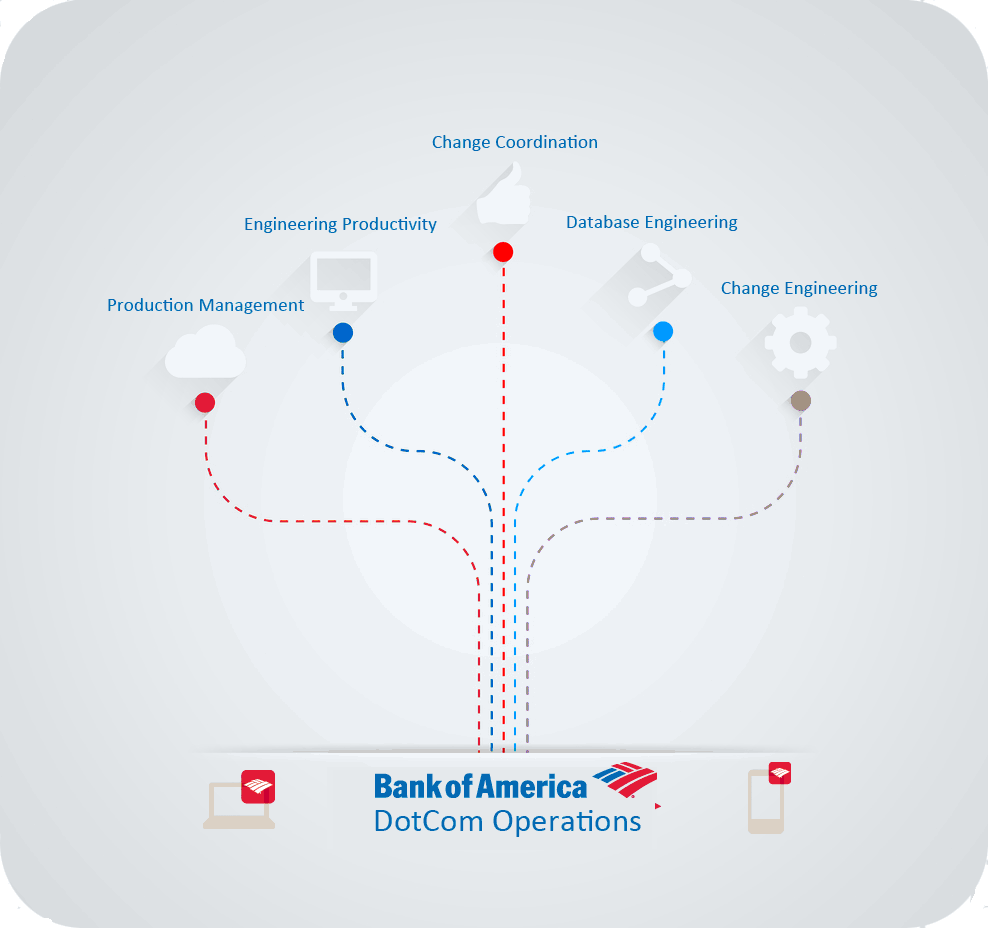 Change Coordination
Engineering Productivity
Database Engineering
Production Management
Change Engineering
Bank of America
DotCom Operations